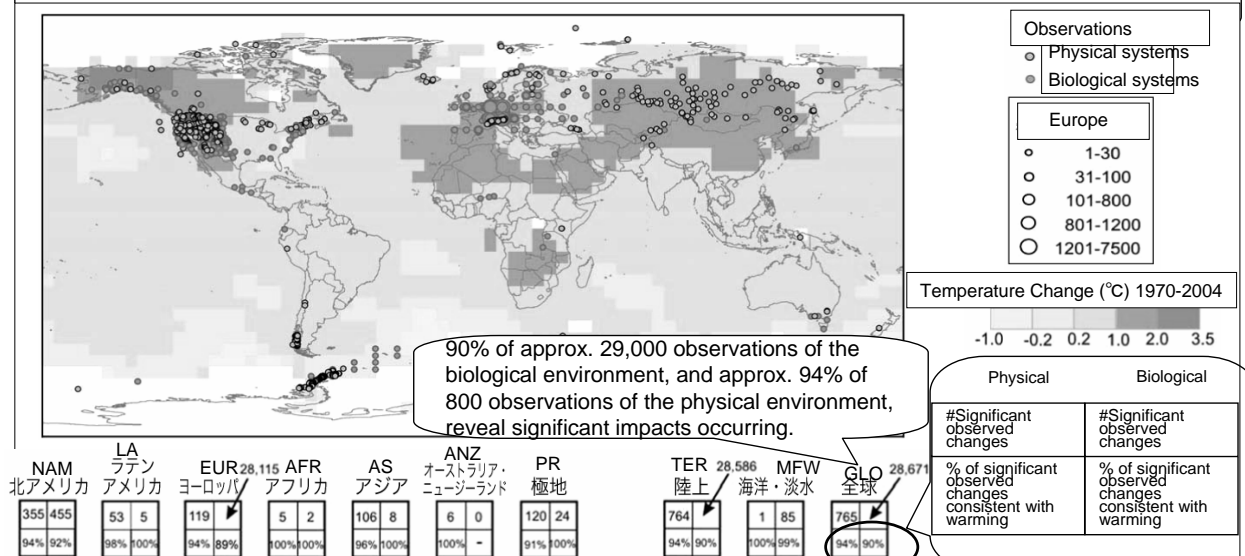 Observations
Physical systems
Biological systems
Europe
1-30
31-100
101-800
801-1200
1201-7500
Temperature Change (℃) 1970-2004
-1.0 -0.2 0.2 1.0 2.0 3.5
90% of approx. 29,000 observations of the
biological environment, and approx. 94% of
800 observations of the physical environment,
reveal significant impacts occurring.
Physical Biological
#Significant observed changes
#Significant observed changes
% of significant observed changes consistent with warming
% of significant observed changes consistent with warming
NAM
北アメリカ
355 455
94% 92%
LA
ラテン
アメリカ
53 5
98% 100%
EUR 28,115
ヨーロッパ
119
94% 89%
AFR
アフリカ
5 2
100% 100%
AS
アジア
106 8
96% 100%
ANZ
オーストラリア・
ニュージーランド
6 0
100% -
PR
極地
120 24
91% 100%
TER 28,586
陸上
764
94% 90%
MFW
海洋・淡水
1 85
100% 99%
GLO 28,671
全球
765
94% 90%